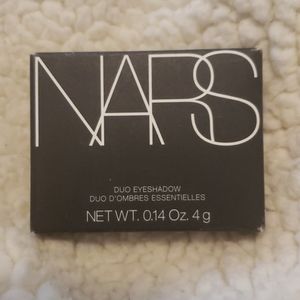 NARS
DUO EYESHADOW
DUO D'OMBRES ESSENTIELLES
NET WT. 0.14 Oz. 4 g